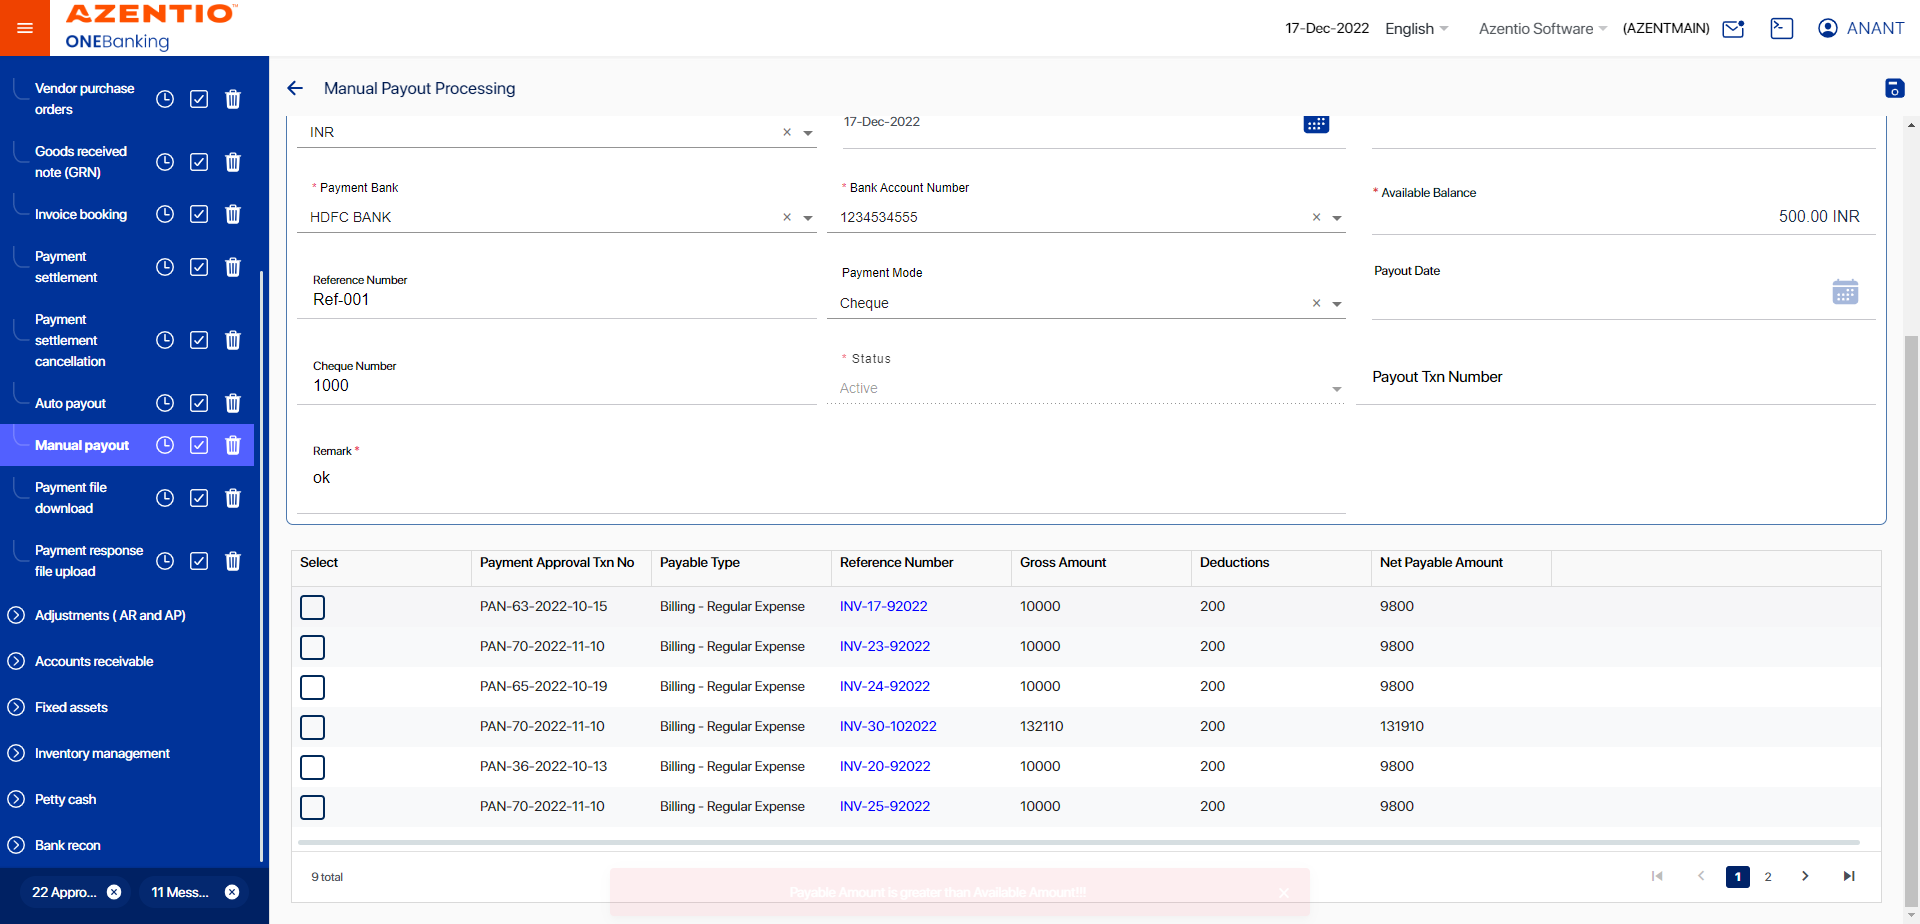 AZENTIO™
ONEBanking
17-Dec-2022 English Azentio Software (AZENTMAIN) ANANT
Vendor purchase
orders
Goods received
note (GRN)
Invoice booking
Payment
settlement
Payment
settlement
cancellation
Auto payout
Manual payout
Payment file
download
Payment response
file upload
Adjustments ( AR and AP)
Accounts receivable
Fixed assets
Inventory management
Petty cash
Bank recon
22 Appro... 11 Mess...
Manual Payout Processing
INR 17-Dec-2022
* Payment Bank * Bank Account Number * Available Balance
HDFC BANK 1234534555 500.00 INR
Reference Number Payment Mode Payout Date
Ref-001 Cheque
Cheque Number * Status
1000 Active Payout Txn Number
Remark *
ok
Select Payment Approval Txn No Payable Type Reference Number Gross Amount Deductions Net Payable Amount
PAN-63-2022-10-15 Billing - Regular Expense INV-17-92022 10000 200 9800
PAN-70-2022-11-10 Billing - Regular Expense INV-23-92022 10000 200 9800
PAN-65-2022-10-19 Billing - Regular Expense INV-24-92022 10000 200 9800
PAN-70-2022-11-10 Billing - Regular Expense INV-30-102022 132110 200 131910
PAN-36-2022-10-13 Billing - Regular Expense INV-20-92022 10000 200 9800
PAN-70-2022-11-10 Billing - Regular Expense INV-25-92022 10000 200 9800
9 total 1 2
Payable Amount is greater than Available Amount!!!